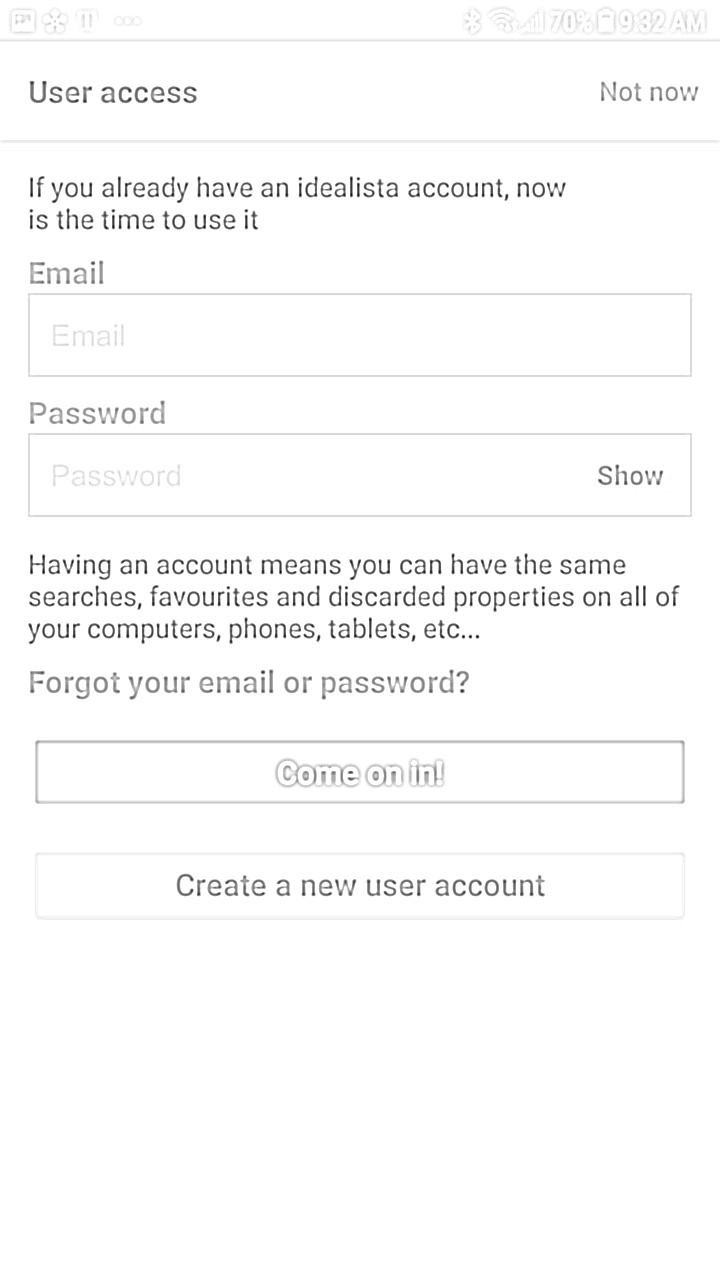 70% 9:32 AM
User access Not now
If you already have an idealista account, now
is the time to use it
Email
Email
Password
Password Show
Having an account means you can have the same
searches, favourites and discarded properties on all of
your computers, phones, tablets, etc...
Forgot your email or password?
Come on in!
Create a new user account